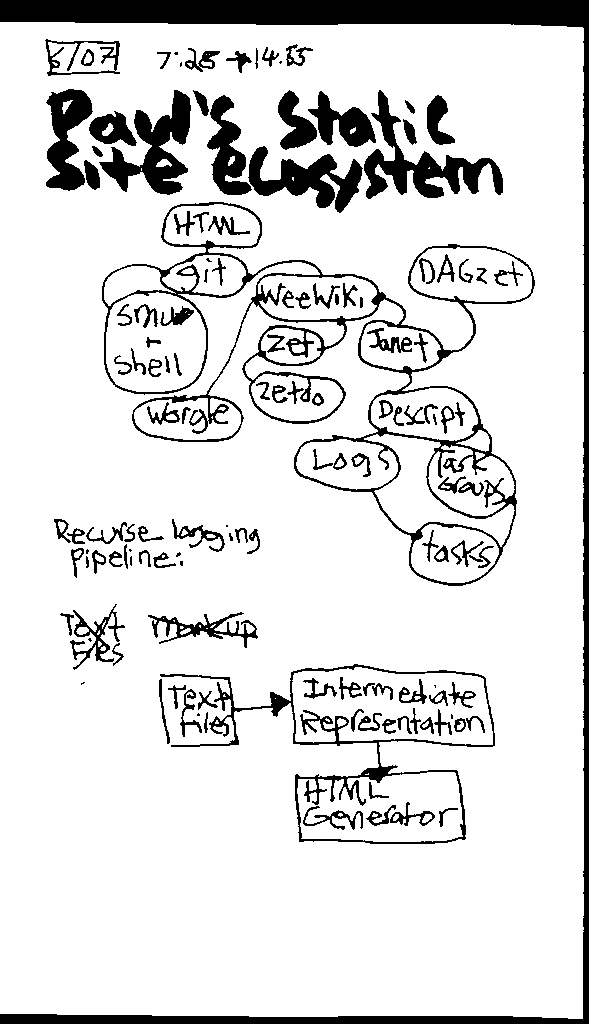 6/07 7:25 → 14:55
Paul's Static
Site ecosystem
HTML
git
DAGzet
WeeWiki
smu
+
shell
zet
Janet
zetdo
Worgle
Descript
Logs
Task
Groups
tasks
Recurse logging
Pipeline:
Text
Files
markup
Text
Files
Intermediate
Representation
HTML
Generator